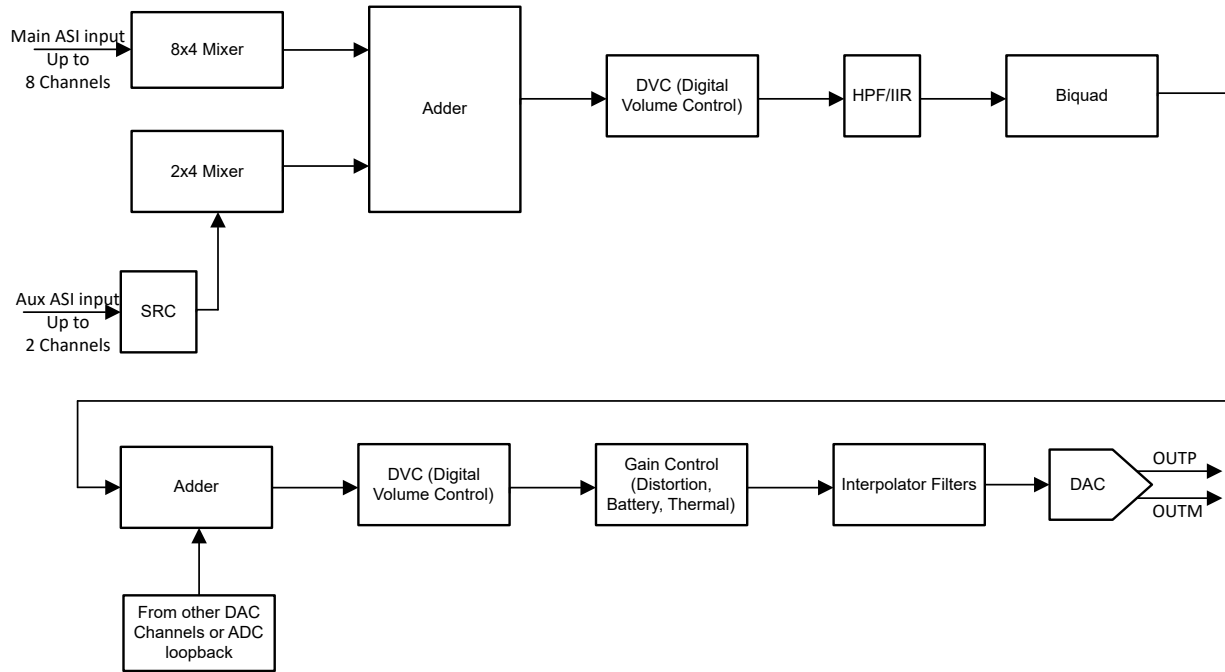 Main ASI input
Up to
8 Channels
8x4 Mixer
2x4 Mixer
Aux ASI input
Up to
2 Channels
SRC
Adder
DVC (Digital
Volume Control)
HPF/IIR
Biquad
Adder
From other DAC
Channels or ADC
loopback
DVC (Digital
Volume Control)
Gain Control
(Distortion,
Battery, Thermal)
Interpolator Filters
DAC
OUTP
OUTM